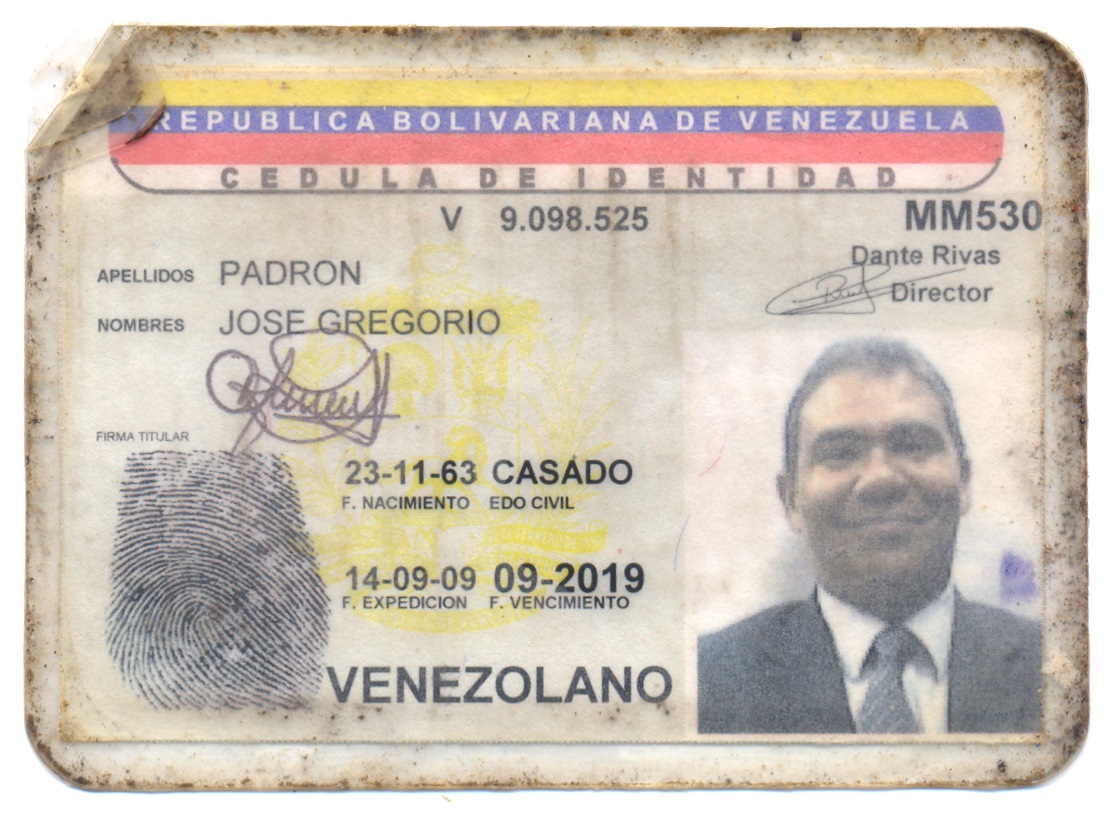 REPUBLICA BOLIVARIANA DE VENEZUELA
CEDULA DE IDENTIDAD
V 9.098.525 MM530
Dante Rivas
Director
APELLIDOS PADRON
NOMBRES JOSE GREGORIO
FIRMA TITULAR
23-11-63 CASADO
F. NACIMIENTO EDO CIVIL
14-09-09 09-2019
F. EXPEDICION F. VENCIMIENTO
VENEZOLANO